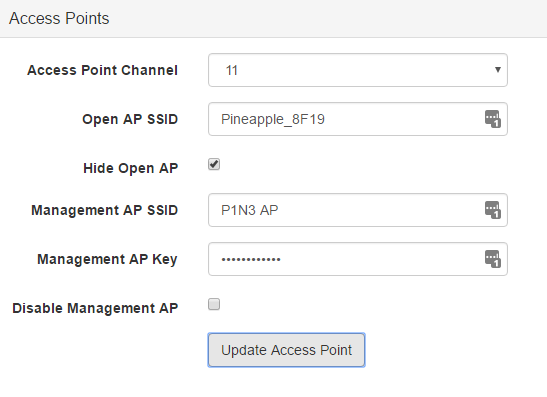 Access Points
Access Point Channel 11
Open AP SSID Pineapple_8F19
Hide Open AP
Management AP SSID P1N3 AP
Management AP Key ••••••••••••
Disable Management AP
Update Access Point